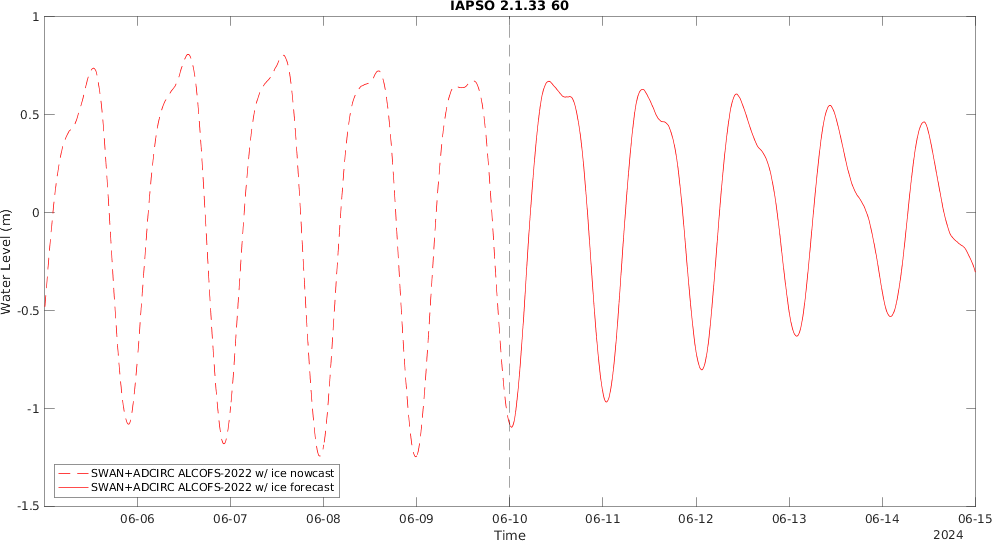 IAPSO 2.1.33 60
1
0.5
0
-0.5
-1
-1.5
Water Level (m)
SWAN+ADCIRC ALCOFS-2022 w/ ice nowcast
SWAN+ADCIRC ALCOFS-2022 w/ ice forecast
06-06 06-07 06-08 06-09 06-10 06-11 06-12 06-13 06-14 06-15
Time
2024